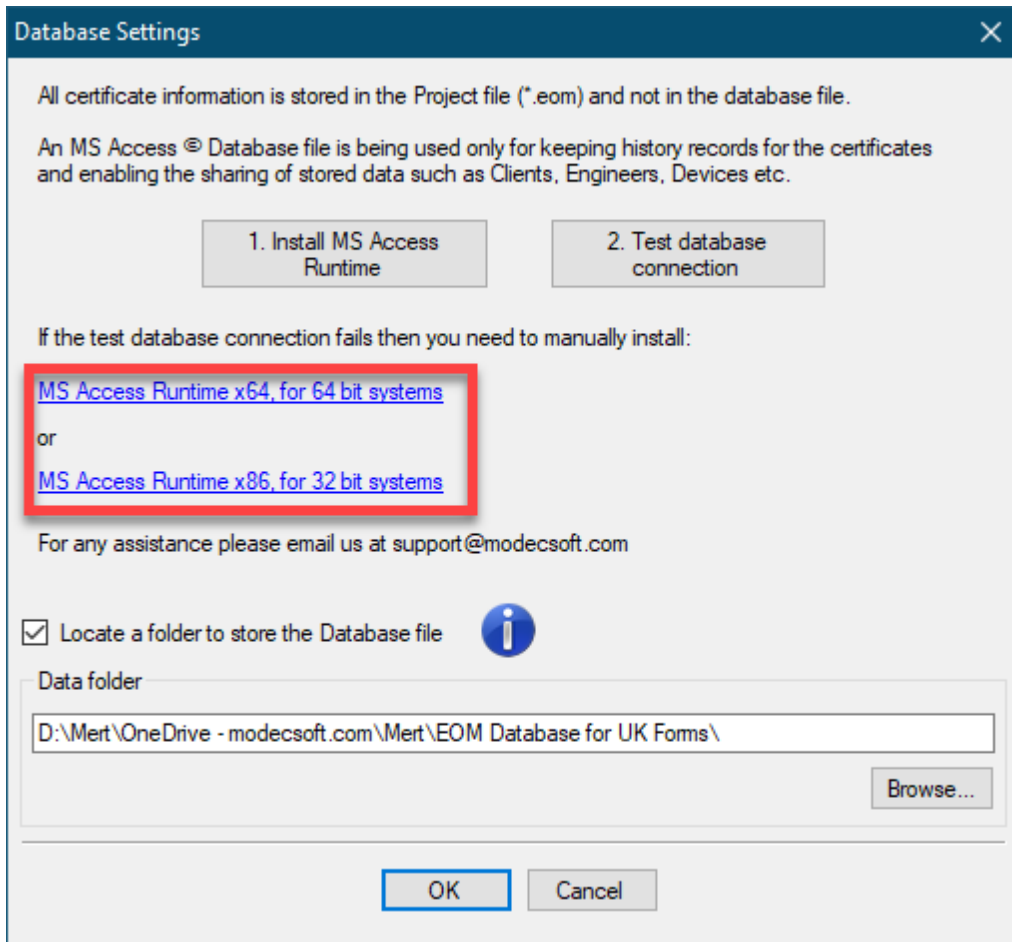 Database Settings
All certificate information is stored in the Project file (*.eom) and not in the database file.
An MS Access ® Database file is being used only for keeping history records for the certificates
and enabling the sharing of stored data such as Clients, Engineers, Devices etc.
1. Install MS Access
Runtime
2. Test database
connection
If the test database connection fails then you need to manually install:
MS Access Runtime x64, for 64 bit systems
or
MS Access Runtime x86, for 32 bit systems
For any assistance please email us at support@modecsoft.com
Locate a folder to store the Database file
Data folder
D:\Mert\OneDrive - modecsoft.com\Mert\EOM Database for UK Forms\
Browse...
OK
Cancel